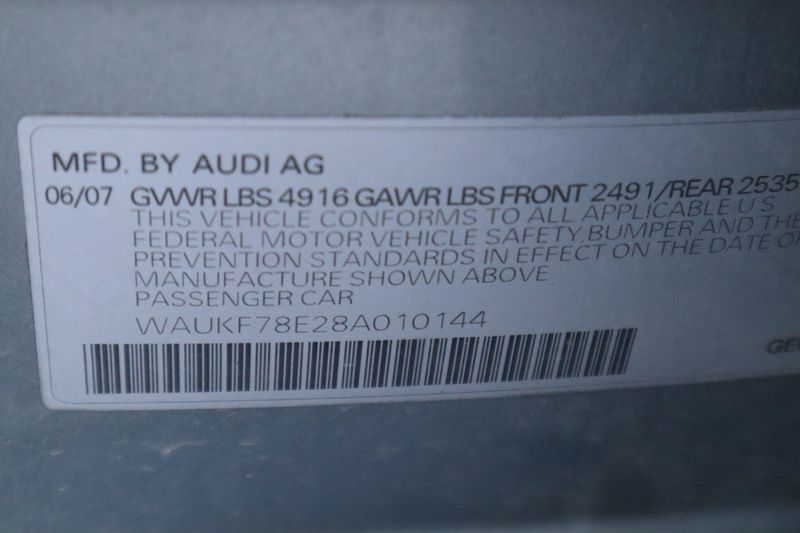 MFD. BY AUDI AG
06/07 GVWR LBS 4916 GAWR LBS FRONT 2491/REAR 2535
THIS VEHICLE CONFORMS TO ALL APPLICABLE U S
FEDERAL MOTOR VEHICLE SAFETY, BUMPER AND THE
PREVENTION STANDARDS IN EFFECT ON THE DATE OF
MANUFACTURE SHOWN ABOVE
PASSENGER CAR
WAUKF78E28A010144